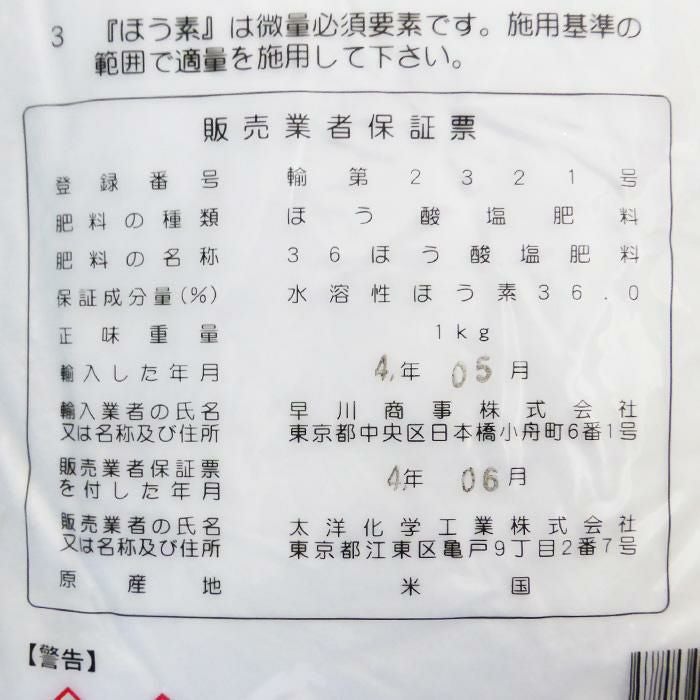 3 『ほう素』は微量必須要素です。施用基準の
範囲で適量を施用して下さい。
販売業者保証票
登録番号 輸第2321号
肥料の種類 ほう酸塩肥料
肥料の名称 36ほう酸塩肥料
保証成分量(%) 水溶性ほう素36.0
正味重量 1kg
輸入した年月 4.年 05月
輸入業者の氏名 早川商事株式会社
又は名称及び住所 東京都中央区日本橋小舟町6番1号
販売業者保証票 4年 06月
を付した年月
販売業者の氏名 太洋化学工業株式会社
又は名称及び住所 東京都江東区亀戸9丁目2番7号
原産地 米国
【警告】